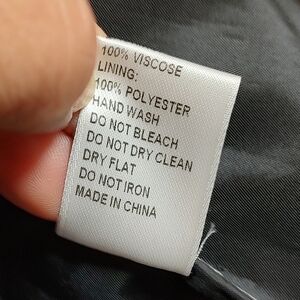 100% VISCOSE
LINING:
100% POLYESTER
HAND WASH
DO NOT BLEACH
DO NOT DRY CLEAN
DRY FLAT
DO NOT IRON
MADE IN CHINA